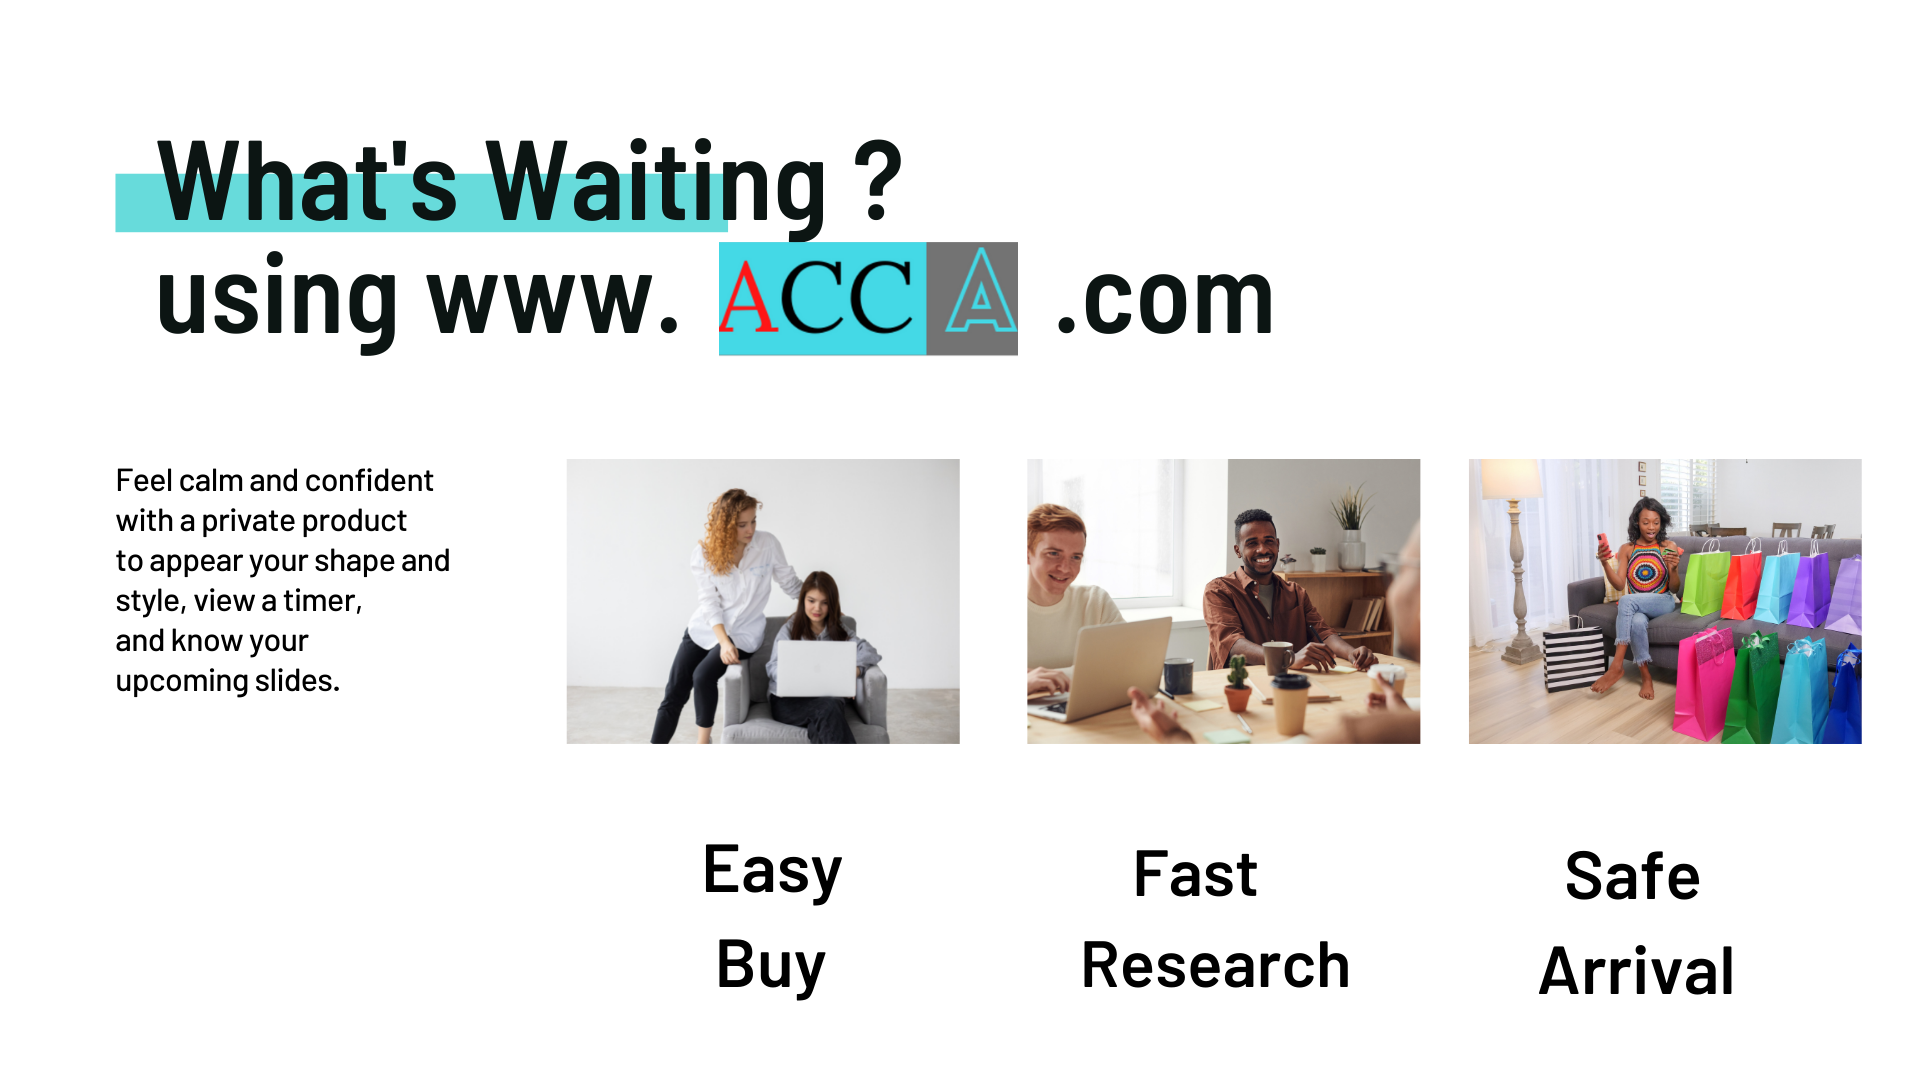 What's Waiting ?
using www. ACCA .com
Feel calm and confident
with a private product
to appear your shape and
style, view a timer,
and know your
upcoming slides.
Easy
Buy
Fast
Research
Safe
Arrival